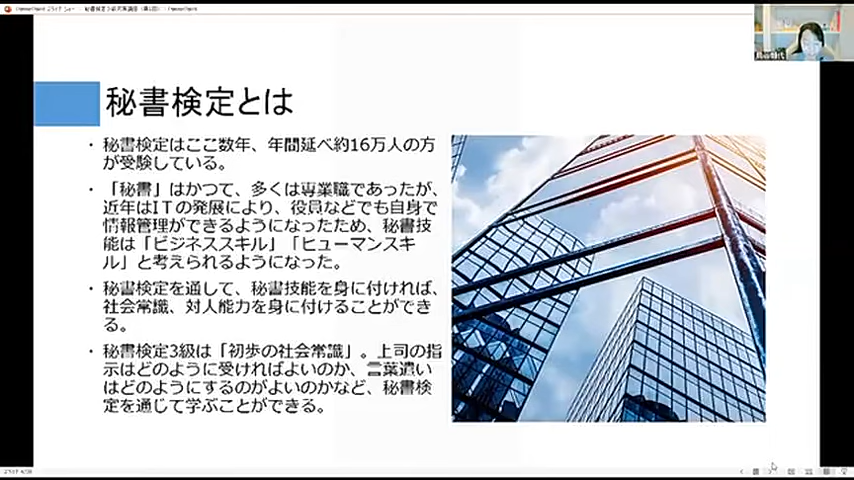 秘書検定とは
・秘書検定はここ数年、年間延べ約16万人の方
が受験している。
・「秘書」はかつて、多くは専業職であったが、
近年はITの発展により、役員などでも自身で
情報管理ができるようになったため、秘書技
能は「ビジネススキル」「ヒューマンスキ
ル」と考えられるようになった。
・秘書検定を通して、秘書技能を身に付ければ、
社会常識、対人能力を身に付けることができ
る。
・秘書検定3級は「初歩の社会常識」。上司の指
示はどのように受ければよいのか、言葉遣い
はどのようにするのがよいのかなど、秘書検
定を通じて学ぶことができる。